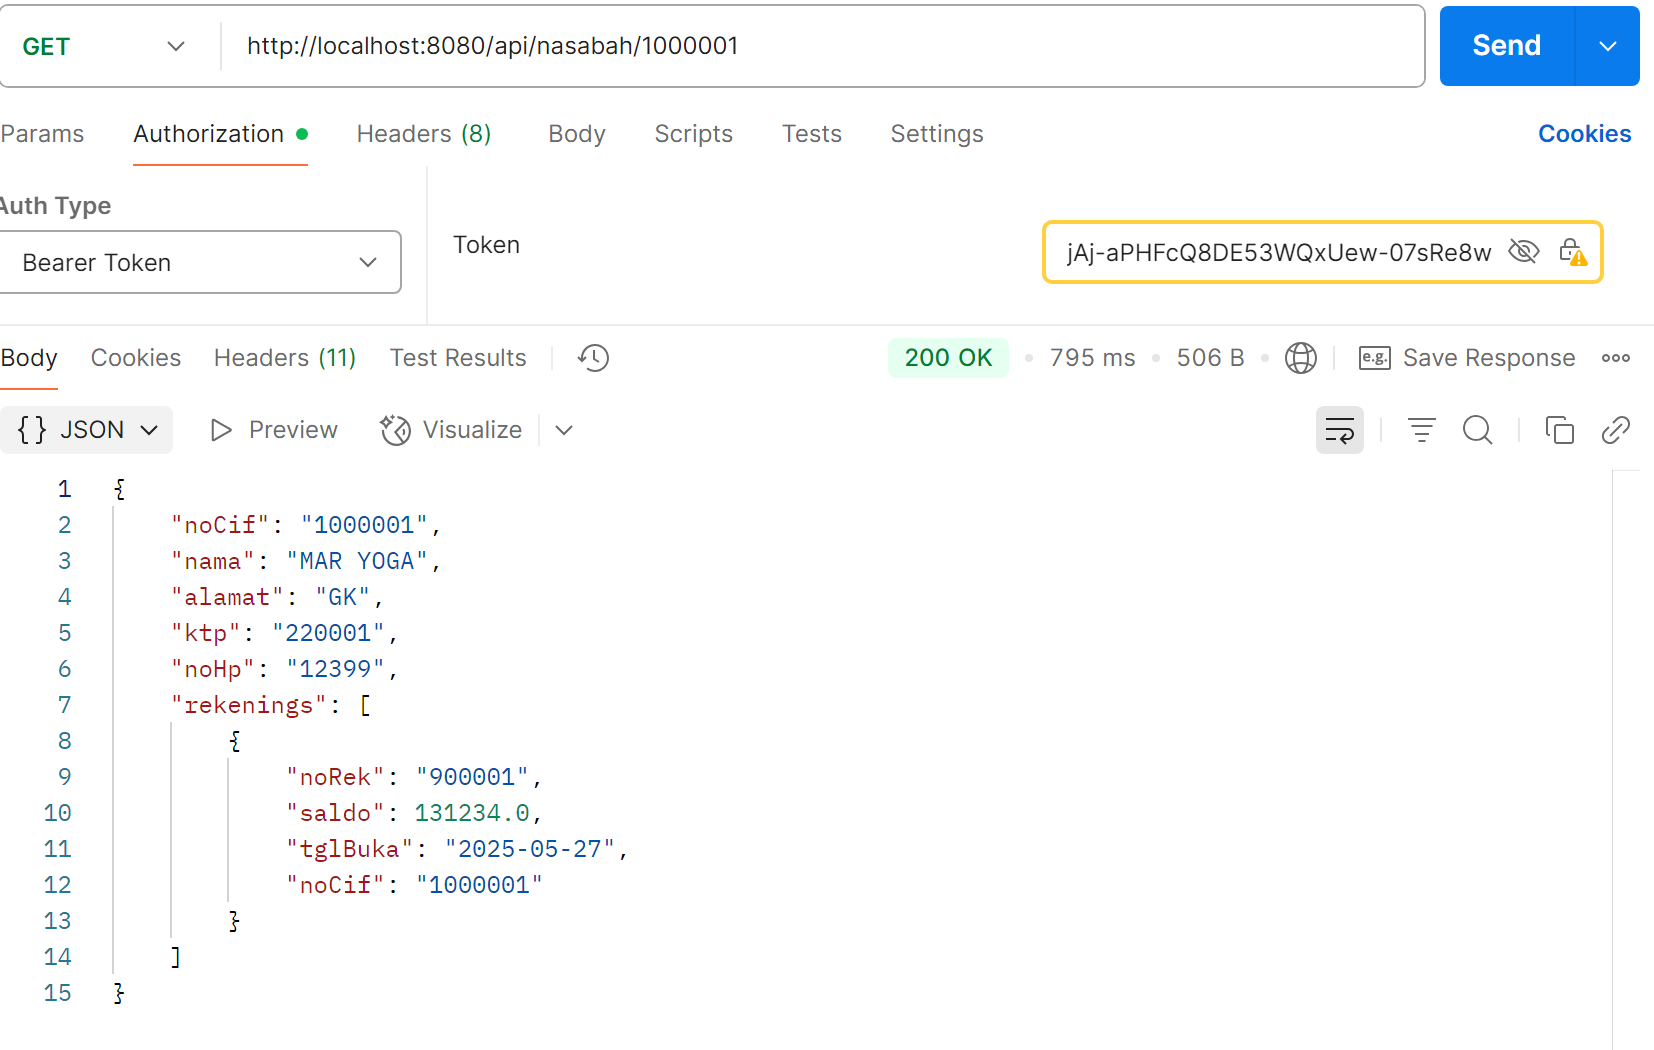 GET http://localhost:8080/api/nasabah/1000001 Send
Params Authorization Headers (8) Body Scripts Tests Settings Cookies
Auth Type
Bearer Token
Token jAj-aPHFcQ8DE53WQxUew-07sRe8w
Body Cookies Headers (11) Test Results 200 OK 795 ms 506 B e.g. Save Response
{} JSON Preview Visualize
1 {
2 "noCif": "1000001",
3 "nama": "MAR YOGA",
4 "alamat": "GK",
5 "ktp": "220001",
6 "noHp": "12399",
7 "rekenings": [
8 {
9 "noRek": "900001",
10 "saldo": 131234.0,
11 "tglBuka": "2025-05-27",
12 "noCif": "1000001"
13 }
14 ]
15 }